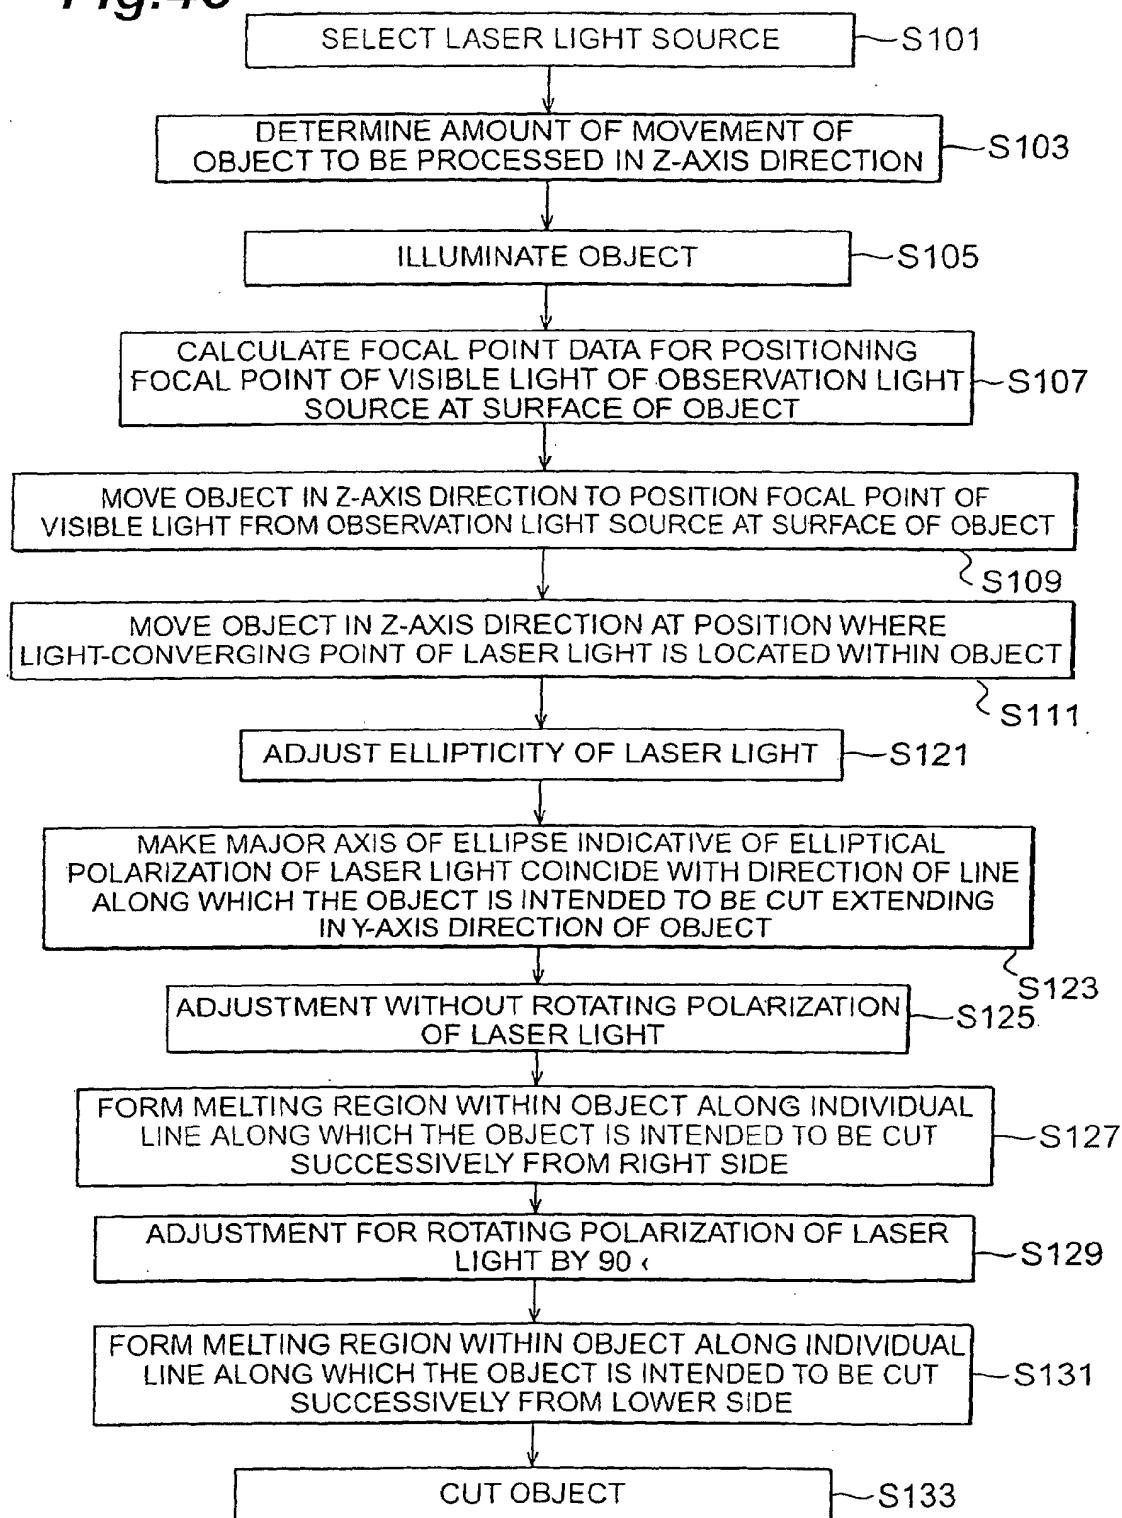 SELECT LASER LIGHT SOURCE
S101
DETERMINE AMOUNT OF MOVEMENT OF
OBJECT TO BE PROCESSED IN Z-AXIS DIRECTION
S103
ILLUMINATE OBJECT
S105
CALCULATE FOCAL POINT DATA FOR POSITIONING
FOCAL POINT OF VISIBLE LIGHT OF OBSERVATION LIGHT
SOURCE AT SURFACE OF OBJECT
S107
MOVE OBJECT IN Z-AXIS DIRECTION TO POSITION FOCAL POINT OF
VISIBLE LIGHT FROM OBSERVATION LIGHT SOURCE AT SURFACE OF OBJECT
S109
MOVE OBJECT IN Z-AXIS DIRECTION AT POSITION WHERE
LIGHT-CONVERGING POINT OF LASER LIGHT IS LOCATED WITHIN OBJECT
S111
ADJUST ELLIPTICITY OF LASER LIGHT
S121
MAKE MAJOR AXIS OF ELLIPSE INDICATIVE OF ELLIPTICAL
POLARIZATION OF LASER LIGHT COINCIDE WITH DIRECTION OF LINE
ALONG WHICH THE OBJECT IS INTENDED TO BE CUT EXTENDING
IN Y-AXIS DIRECTION OF OBJECT
S123
ADJUSTMENT WITHOUT ROTATING POLARIZATION
OF LASER LIGHT
S125
FORM MELTING REGION WITHIN OBJECT ALONG INDIVIDUAL
LINE ALONG WHICH THE OBJECT IS INTENDED TO BE CUT
SUCCESSIVELY FROM RIGHT SIDE
S127
ADJUSTMENT FOR ROTATING POLARIZATION OF LASER
LIGHT BY 90 ‹
S129
FORM MELTING REGION WITHIN OBJECT ALONG INDIVIDUAL
LINE ALONG WHICH THE OBJECT IS INTENDED TO BE CUT
SUCCESSIVELY FROM LOWER SIDE
S131
CUT OBJECT
S133